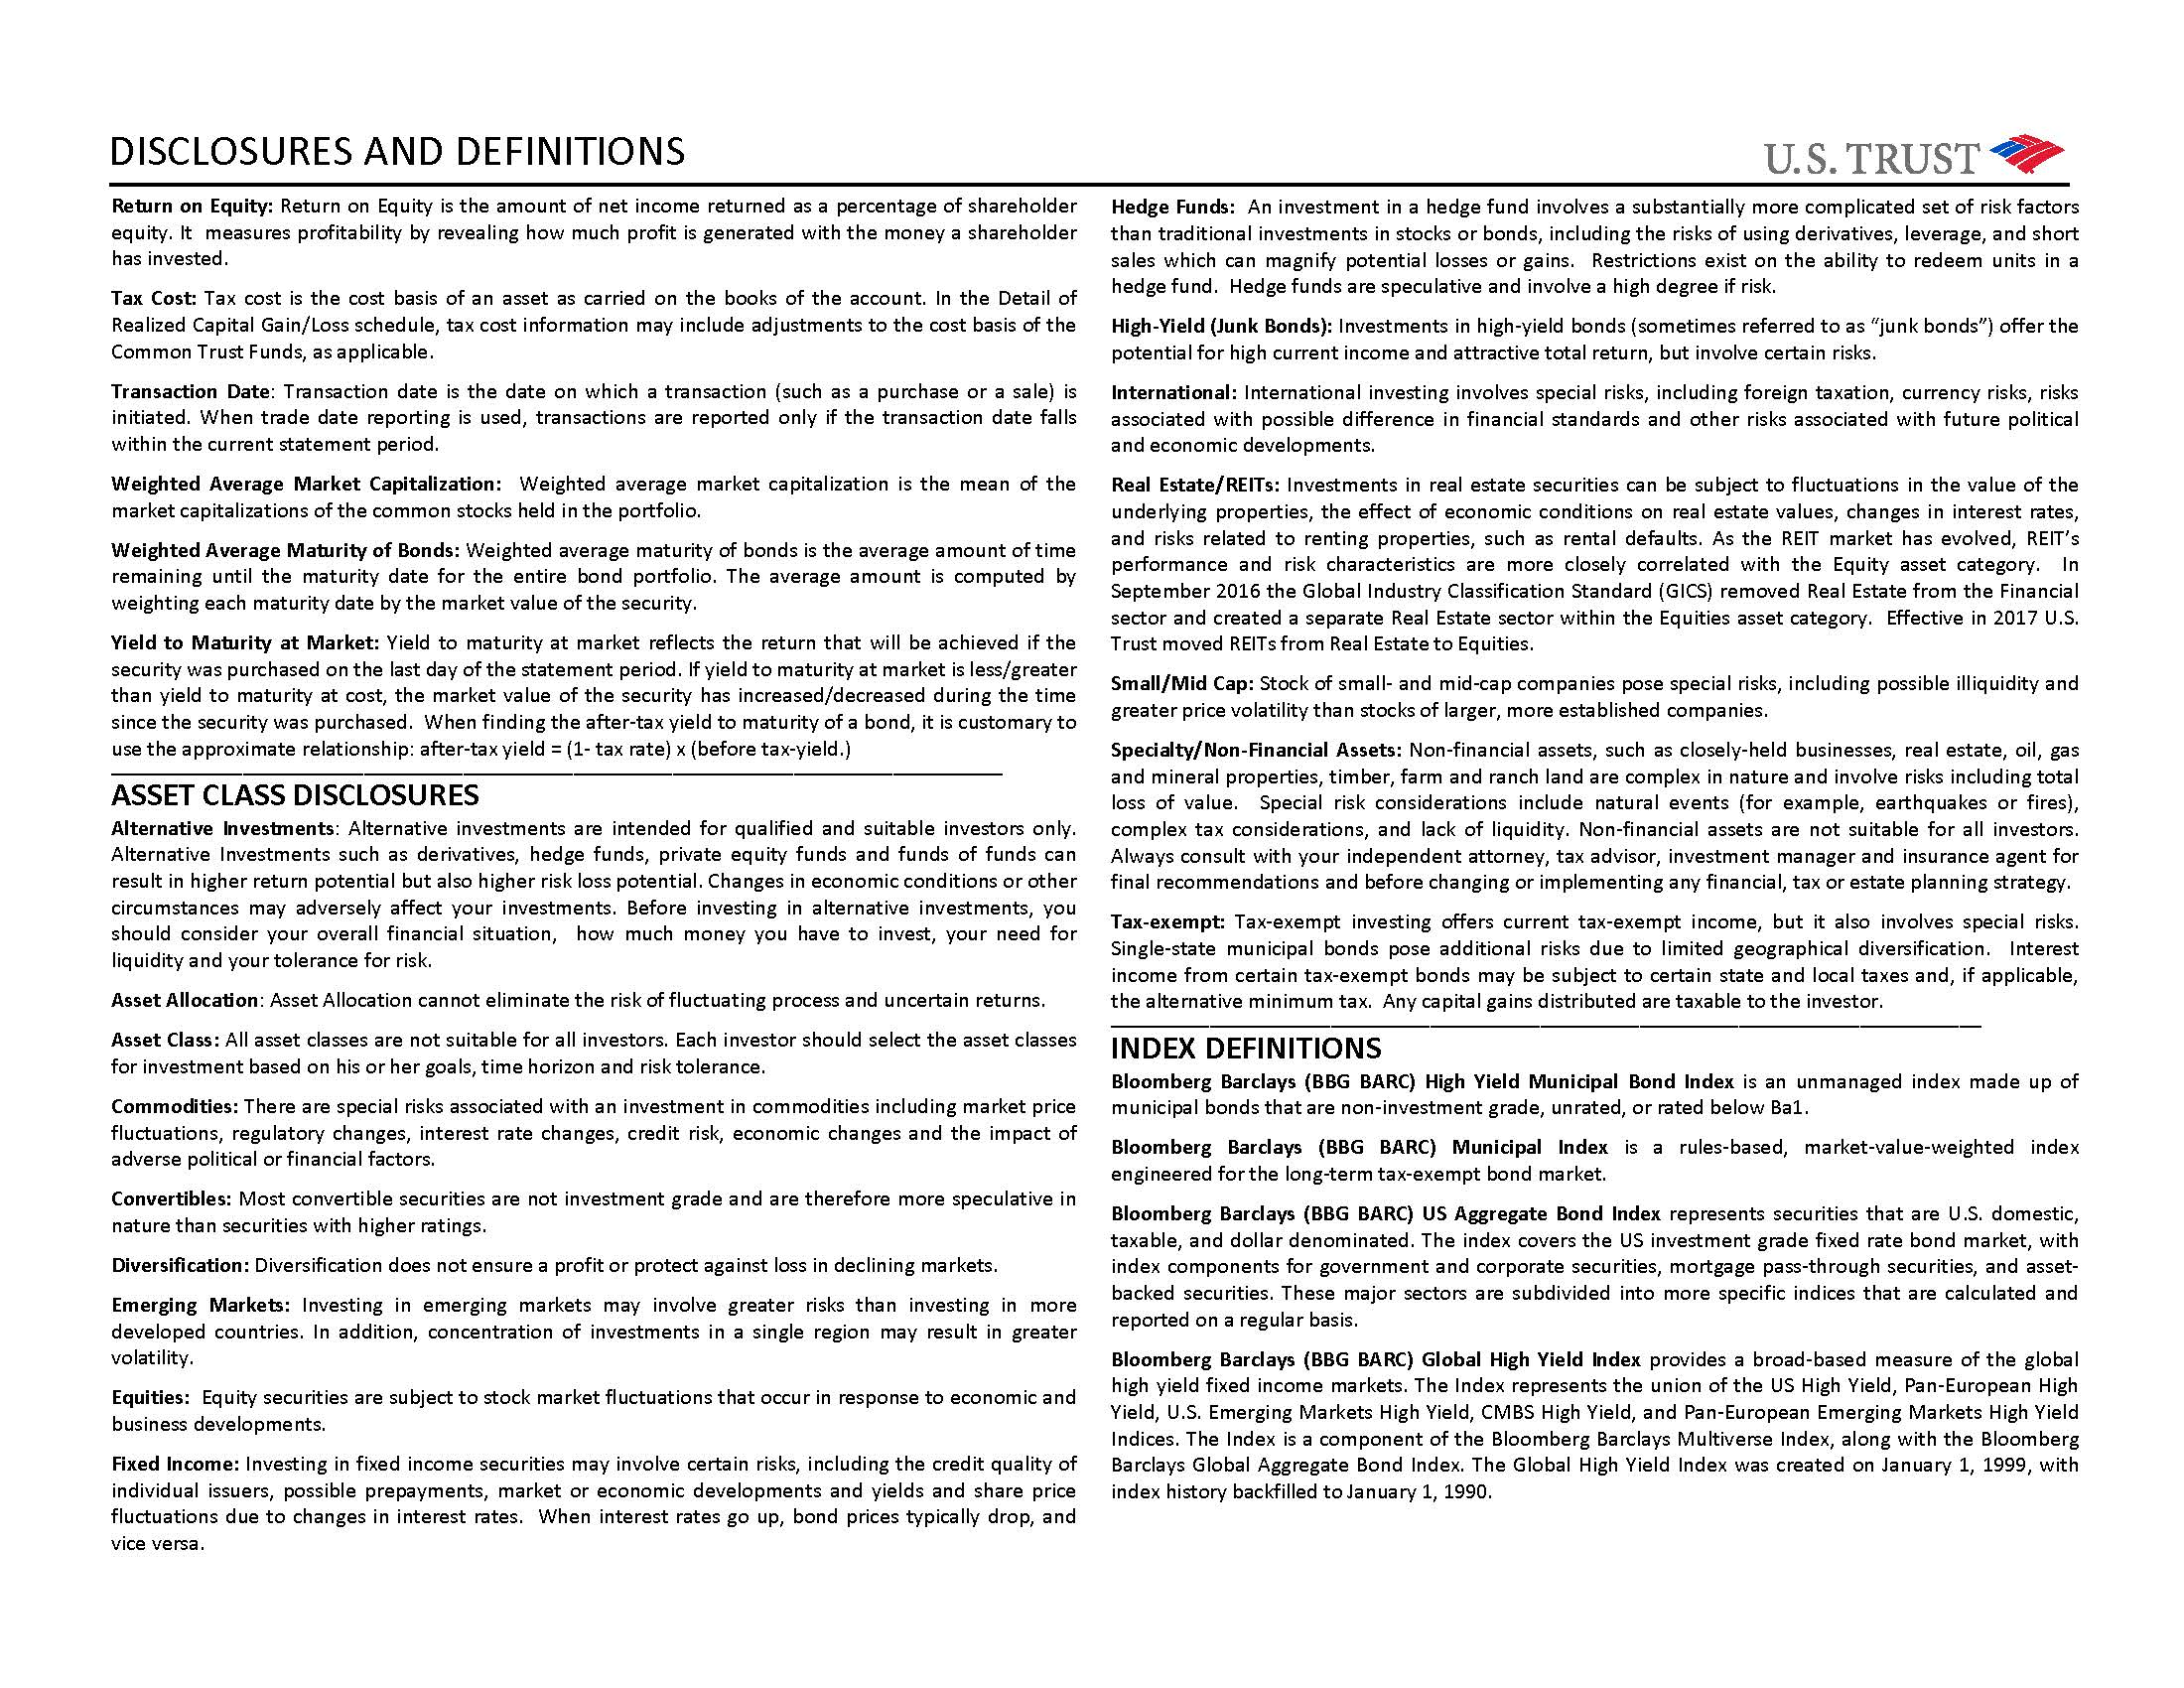 DISCLOSURES AND DEFINITIONS
U.S. TRUST
Return on Equity: Return on Equity is the amount of net income returned as a percentage of shareholder
equity. It measures profitability by revealing how much profit is generated with the money a shareholder
has invested.
Tax Cost: Tax cost is the cost basis of an asset as carried on the books of the account. In the Detail of
Realized Capital Gain/Loss schedule, tax cost information may include adjustments to the cost basis of the
Common Trust Funds, as applicable.
Transaction Date: Transaction date is the date on which a transaction (such as a purchase or a sale) is
initiated. When trade date reporting is used, transactions are reported only if the transaction date falls
within the current statement period.
Weighted Average Market Capitalization: Weighted average market capitalization is the mean of the
market capitalizations of the common stocks held in the portfolio.
Weighted Average Maturity of Bonds: Weighted average maturity of bonds is the average amount of time
remaining until the maturity date for the entire bond portfolio. The average amount is computed by
weighting each maturity date by the market value of the security.
Yield to Maturity at Market: Yield to maturity at market reflects the return that will be achieved if the
security was purchased on the last day of the statement period. If yield to maturity at market is less/greater
than yield to maturity at cost, the market value of the security has increased/decreased during the time
since the security was purchased. When finding the after-tax yield to maturity of a bond, it is customary to
use the approximate relationship: after-tax yield = (1- tax rate) x (before tax-yield.)
ASSET CLASS DISCLOSURES
Alternative Investments: Alternative investments are intended for qualified and suitable investors only.
Alternative Investments such as derivatives, hedge funds, private equity funds and funds of funds can
result in higher return potential but also higher risk loss potential. Changes in economic conditions or other
circumstances may adversely affect your investments. Before investing in alternative investments, you
should consider your overall financial situation, how much money you have to invest, your need for
liquidity and your tolerance for risk.
Asset Allocation: Asset Allocation cannot eliminate the risk of fluctuating process and uncertain returns.
Asset Class: All asset classes are not suitable for all investors. Each investor should select the asset classes
for investment based on his or her goals, time horizon and risk tolerance.
Commodities: There are special risks associated with an investment in commodities including market price
fluctuations, regulatory changes, interest rate changes, credit risk, economic changes and the impact of
adverse political or financial factors.
Convertibles: Most convertible securities are not investment grade and are therefore more speculative in
nature than securities with higher ratings.
Diversification: Diversification does not ensure a profit or protect against loss in declining markets.
Emerging Markets: Investing in emerging markets may involve greater risks than investing in more
developed countries. In addition, concentration of investments in a single region may result in greater
volatility.
Equities: Equity securities are subject to stock market fluctuations that occur in response to economic and
business developments.
Fixed Income: Investing in fixed income securities may involve certain risks, including the credit quality of
individual issuers, possible prepayments, market or economic developments and yields and share price
fluctuations due to changes in interest rates. When interest rates go up, bond prices typically drop, and
vice versa.
Hedge Funds: An investment in a hedge fund involves a substantially more complicated set of risk factors
than traditional investments in stocks or bonds, including the risks of using derivatives, leverage, and short
sales which can magnify potential losses or gains. Restrictions exist on the ability to redeem units in a
hedge fund. Hedge funds are speculative and involve a high degree if risk.
High-Yield (Junk Bonds): Investments in high-yield bonds (sometimes referred to as “junk bonds”) offer the
potential for high current income and attractive total return, but involve certain risks.
International: International investing involves special risks, including foreign taxation, currency risks, risks
associated with possible difference in financial standards and other risks associated with future political
and economic developments.
Real Estate/REITs: Investments in real estate securities can be subject to fluctuations in the value of the
underlying properties, the effect of economic conditions on real estate values, changes in interest rates,
and risks related to renting properties, such as rental defaults. As the REIT market has evolved, REIT’s
performance and risk characteristics are more closely correlated with the Equity asset category. In
September 2016 the Global Industry Classification Standard (GICS) removed Real Estate from the Financial
sector and created a separate Real Estate sector within the Equities asset category. Effective in 2017 U.S.
Trust moved REITs from Real Estate to Equities.
Small/Mid Cap: Stock of small- and mid-cap companies pose special risks, including possible illiquidity and
greater price volatility than stocks of larger, more established companies.
Specialty/Non-Financial Assets: Non-financial assets, such as closely-held businesses, real estate, oil, gas
and mineral properties, timber, farm and ranch land are complex in nature and involve risks including total
loss of value. Special risk considerations include natural events (for example, earthquakes or fires),
complex tax considerations, and lack of liquidity. Non-financial assets are not suitable for all investors.
Always consult with your independent attorney, tax advisor, investment manager and insurance agent for
final recommendations and before changing or implementing any financial, tax or estate planning strategy.
Tax-exempt: Tax-exempt investing offers current tax-exempt income, but it also involves special risks.
Single-state municipal bonds pose additional risks due to limited geographical diversification. Interest
income from certain tax-exempt bonds may be subject to certain state and local taxes and, if applicable,
the alternative minimum tax. Any capital gains distributed are taxable to the investor.
INDEX DEFINITIONS
Bloomberg Barclays (BBG BARC) High Yield Municipal Bond Index is an unmanaged index made up of
municipal bonds that are non-investment grade, unrated, or rated below Ba1.
Bloomberg Barclays (BBG BARC) Municipal Index is a rules-based, market-value-weighted index
engineered for the long-term tax-exempt bond market.
Bloomberg Barclays (BBG BARC) US Aggregate Bond Index represents securities that are U.S. domestic,
taxable, and dollar denominated. The index covers the US investment grade fixed rate bond market, with
index components for government and corporate securities, mortgage pass-through securities, and asset-
backed securities. These major sectors are subdivided into more specific indices that are calculated and
reported on a regular basis.
Bloomberg Barclays (BBG BARC) Global High Yield Index provides a broad-based measure of the global
high yield fixed income markets. The Index represents the union of the US High Yield, Pan-European High
Yield, U.S. Emerging Markets High Yield, CMBS High Yield, and Pan-European Emerging Markets High Yield
Indices. The Index is a component of the Bloomberg Barclays Multiverse Index, along with the Bloomberg
Barclays Global Aggregate Bond Index. The Global High Yield Index was created on January 1, 1999, with
index history backfilled to January 1, 1990.